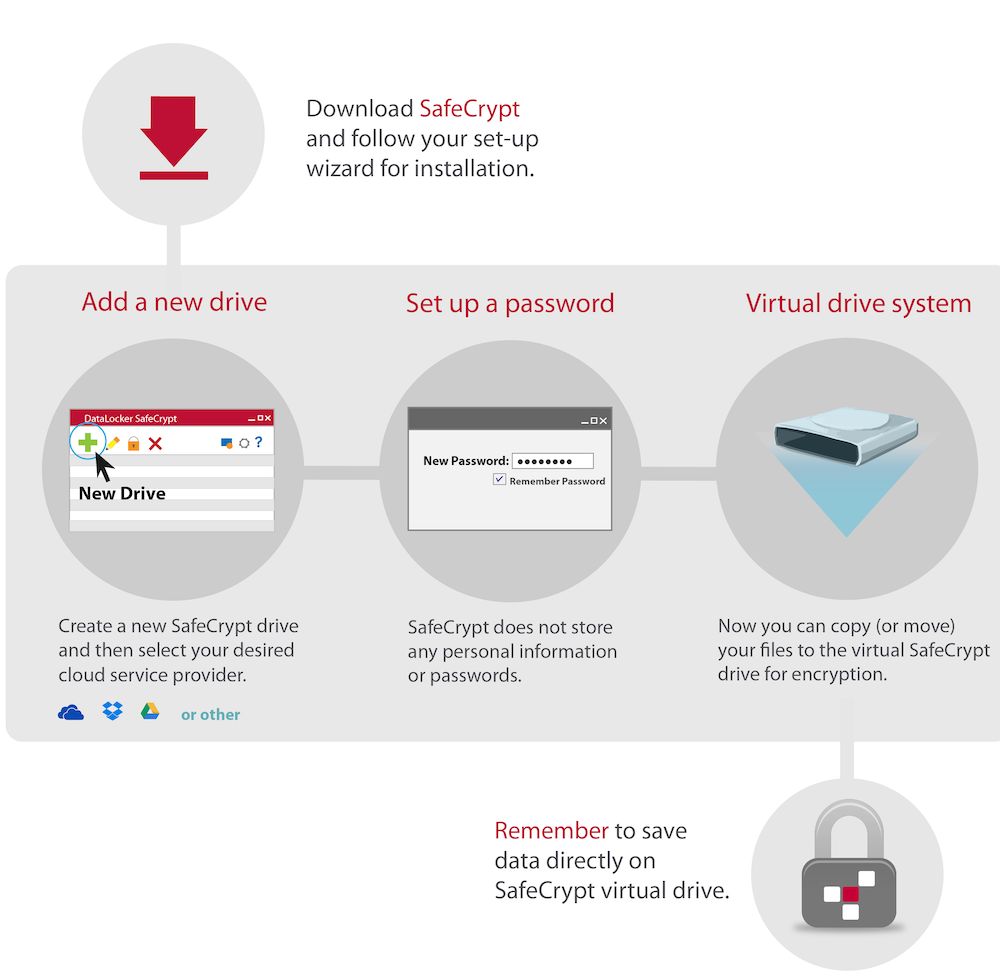 Download SafeCrypt
and follow your set-up
wizard for installation.
Add a new drive
DataLocker SafeCrypt
?
New Drive
Create a new SafeCrypt drive
and then select your desired
cloud service provider.
or other
Set up a password
New Password: ●●●●●●●●
Remember Password
SafeCrypt does not store
any personal information
or passwords.
Virtual drive system
Now you can copy (or move)
your files to the virtual SafeCrypt
drive for encryption.
Remember to save
data directly on
SafeCrypt virtual drive.